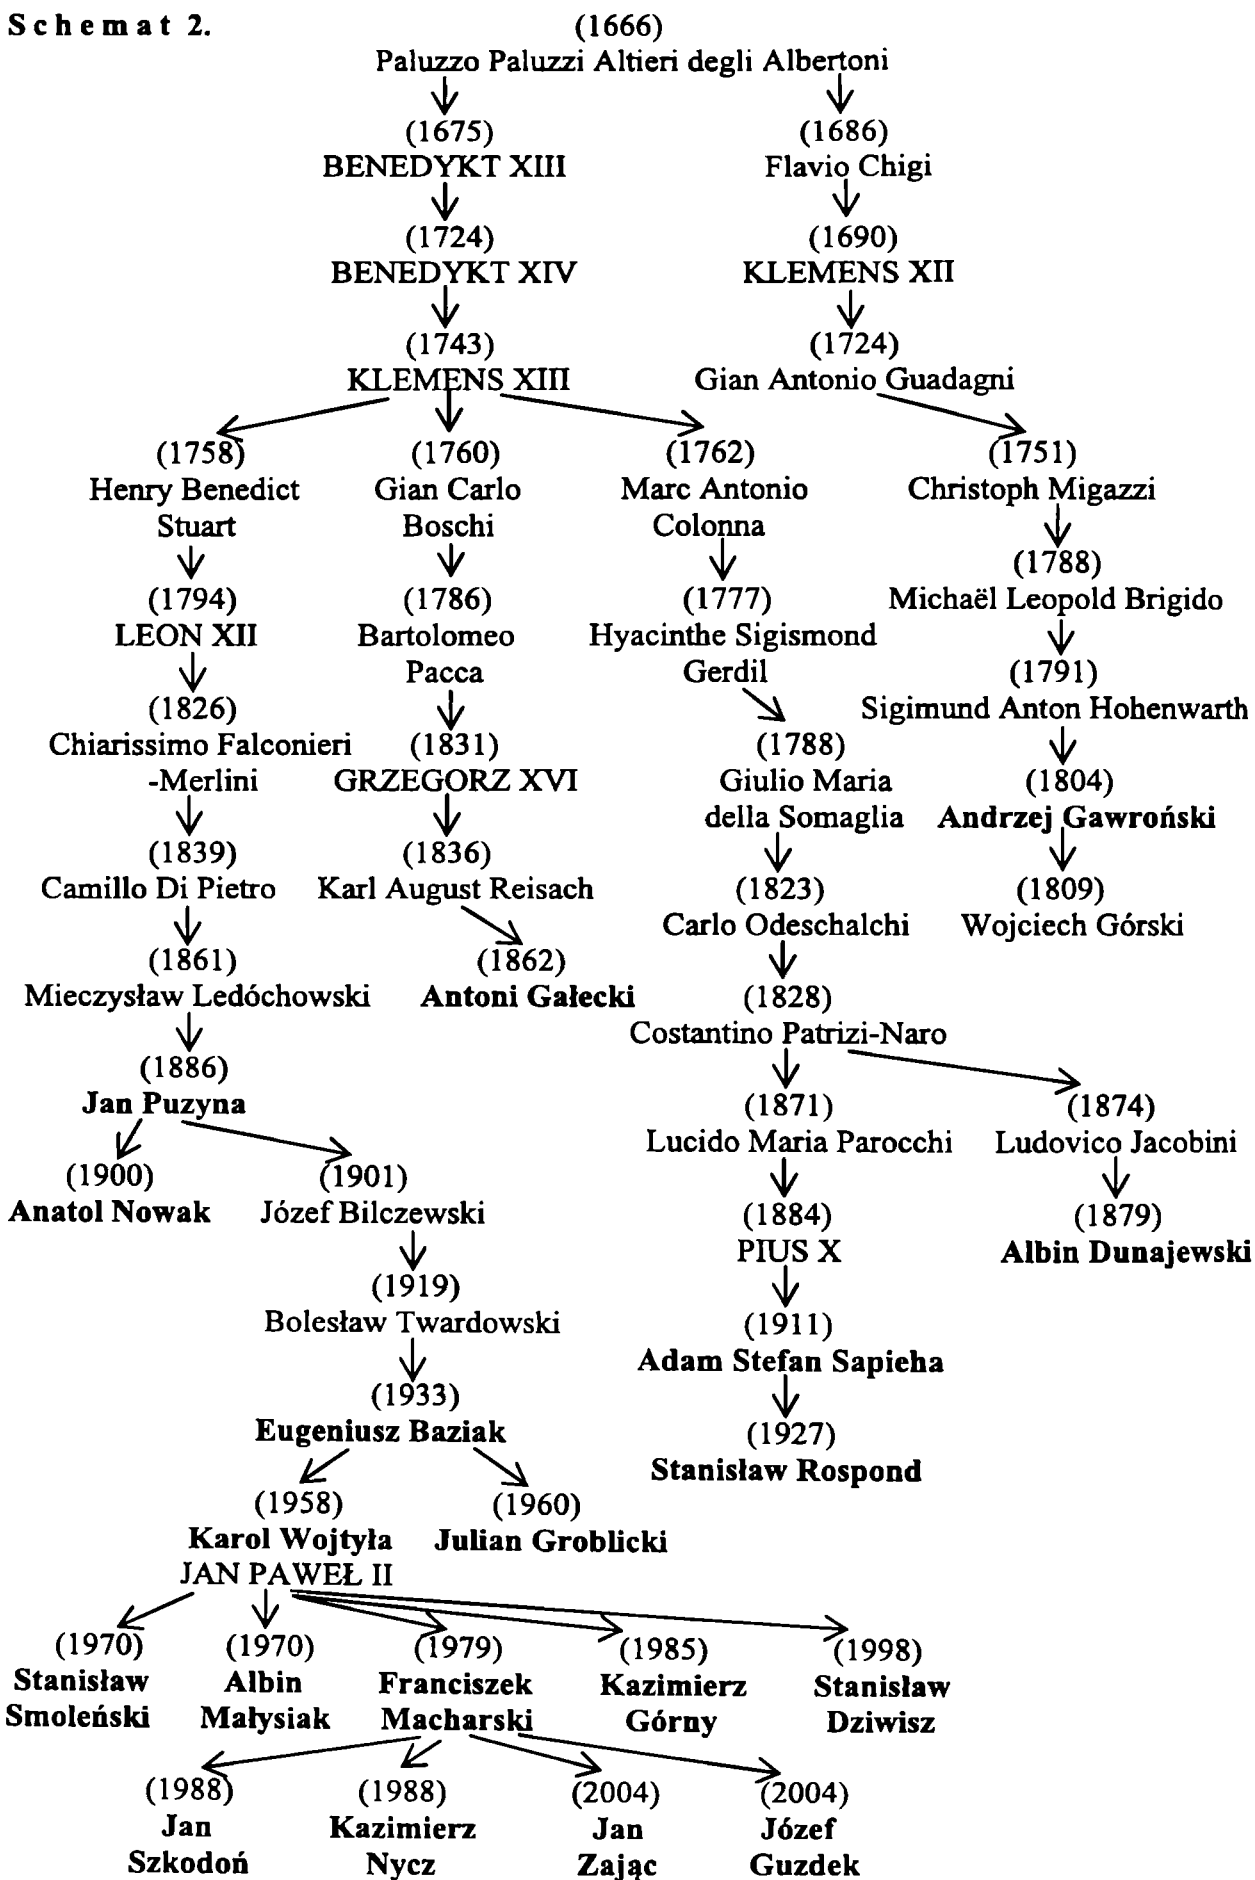 Schemat 2.
(1666)
Paluzzo Paluzzi Altieri degli Albertoni
(1675) (1686)
BENEDYKT XIII Flavio Chigi
(1724) (1690)
BENEDYKT XIV KLEMENS XII
(1743) (1724)
KLEMENS XIII Gian Antonio Guadagni
(1758) (1760) (1762) (1751)
Henry Benedict Gian Carlo Marc Antonio Christoph Migazzi
Stuart Boschi Colonna
(1788)
(1794) (1786) (1777) Michaël Leopold Brigido
LEON XII Bartolomeo Hyacinthe Sigismond
Pacca Gerdil (1791)
(1826) Sigimund Anton Hohenwarth
Chiarissimo Falconieri (1831) (1788)
-Merlini GRZEGORZ XVI Giulio Maria (1804)
della Somaglia Andrzej Gawroński
(1839) (1836)
Camillo Di Pietro Karl August Reisach (1823) (1809)
Carlo Odeschalchi Wojciech Górski
(1861) (1862)
Mieczysław Ledóchowski Antoni Gałecki (1828)
Costantino Patrizi-Naro
(1886)
Jan Puzyna (1871) (1874)
Lucido Maria Parocchi Ludovico Jacobini
(1900) (1901)
Anatol Nowak Józef Bilczewski (1884) (1879)
PIUS X Albin Dunajewski
(1919)
Bolesław Twardowski (1911)
Adam Stefan Sapieha
(1933)
Eugeniusz Baziak (1927)
Stanisław Rospond
(1958) (1960)
Karol Wojtyła Julian Groblicki
JAN PAWEŁ II
(1970) (1970) (1979) (1985) (1998)
Stanisław Albin Franciszek Kazimierz Stanisław
Smoleński Małysiak Macharski Górny Dziwisz
(1988) (1988) (2004) (2004)
Jan Kazimierz Jan Józef
Szkodoń Nycz Zając Guzdek